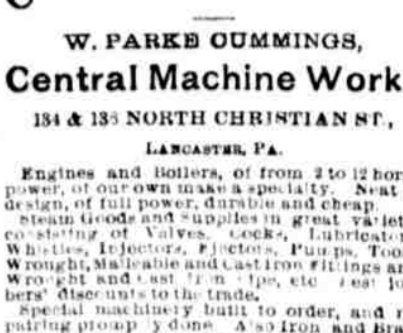 W. PARKE CUMMINGS,
Central Machine Work
134 & 136 NORTH CHRISTIAN ST.,
LANCASTER, PA.
Engines and Boilers, of from 2 to 12 hor
power, of our own make a specialty. Neat
design, of full power, durable and cheap.
Steam Goods and Supplies in great variet
consisting of Valves, Cocks, Lubricator
Whistles, Injectors, Ejectors, Pumps, Too
Wrought, Malleable and Cast Iron Fittings an
Wrought and Cast Iron Pipe, etc. Best jo
bers' discounts to the trade.
Special machinery built to order, and r
pairing promptly done. Also Iron and Bra